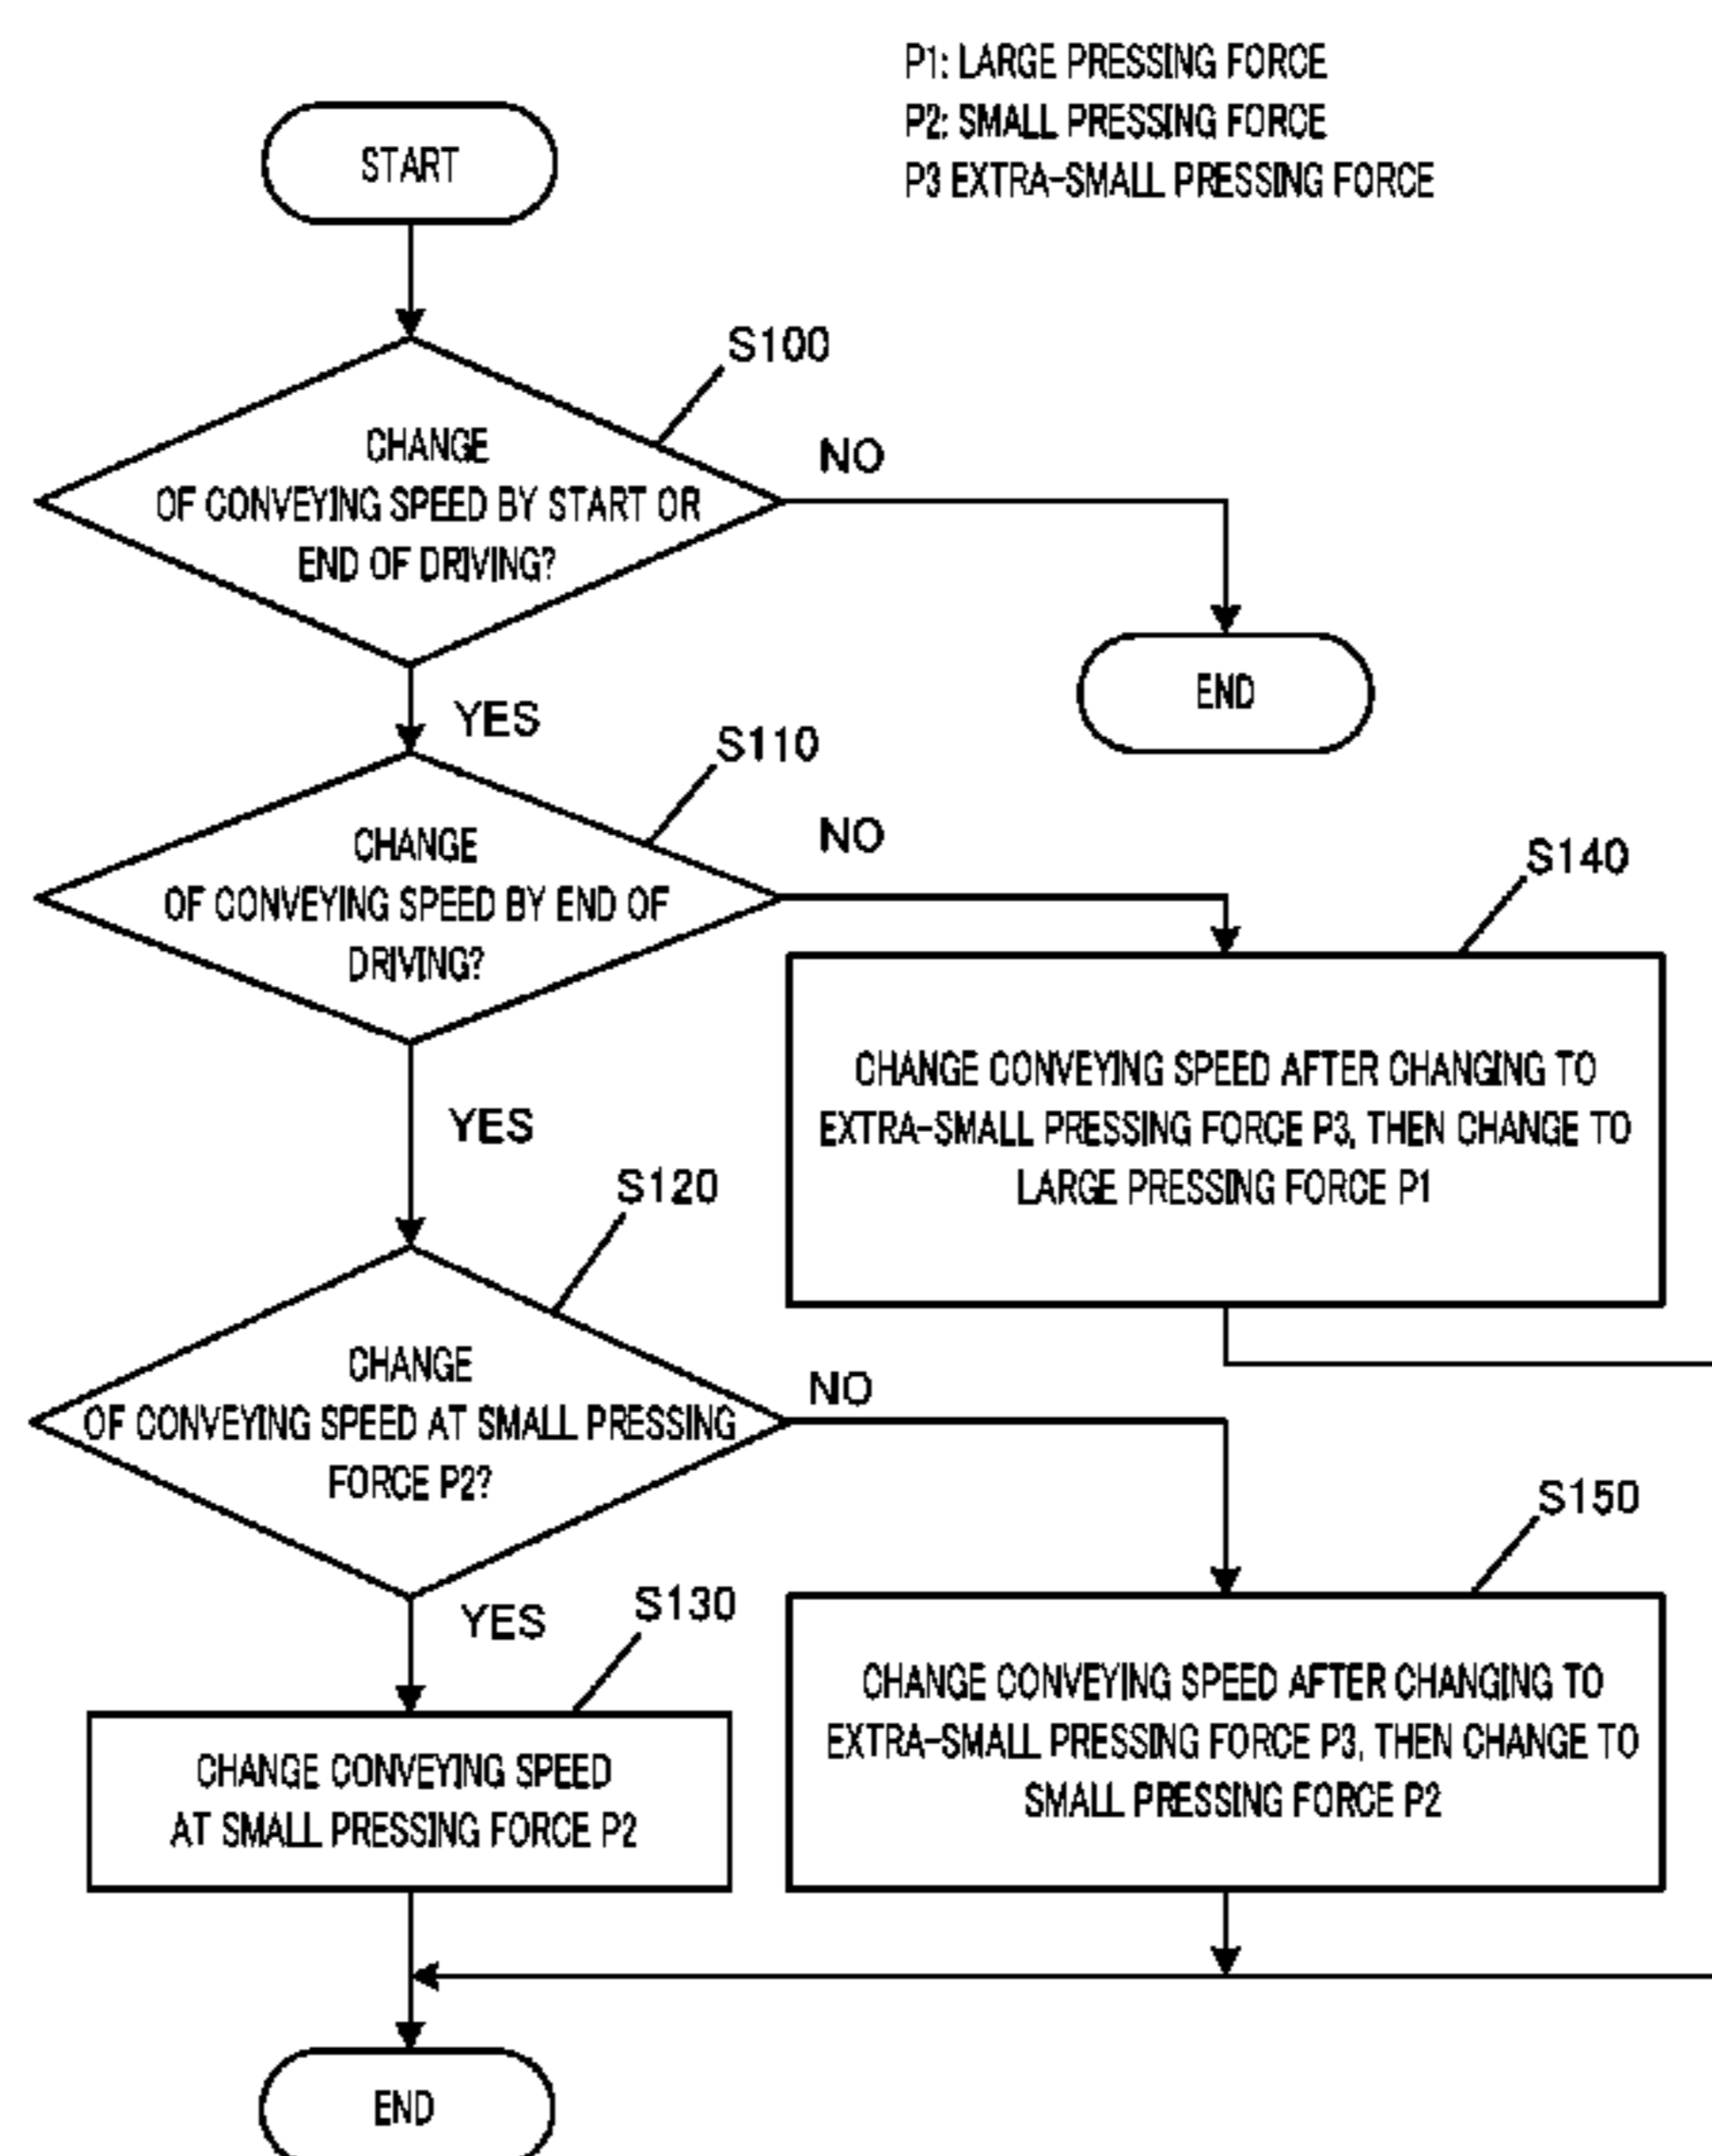 P1: LARGE PRESSING FORCE
P2: SMALL PRESSING FORCE
P3 EXTRA-SMALL PRESSING FORCE
START
S100
CHANGE
OF CONVEYING SPEED BY START OR
END OF DRIVING?
NO
END
YES
S110
CHANGE
OF CONVEYING SPEED BY END OF
DRIVING?
NO
S140
CHANGE CONVEYING SPEED AFTER CHANGING TO
EXTRA-SMALL PRESSING FORCE P3, THEN CHANGE TO
LARGE PRESSING FORCE P1
YES
S120
CHANGE
OF CONVEYING SPEED AT SMALL PRESSING
FORCE P2?
NO
S150
CHANGE CONVEYING SPEED AFTER CHANGING TO
EXTRA-SMALL PRESSING FORCE P3, THEN CHANGE TO
SMALL PRESSING FORCE P2
YES
S130
CHANGE CONVEYING SPEED
AT SMALL PRESSING FORCE P2
END